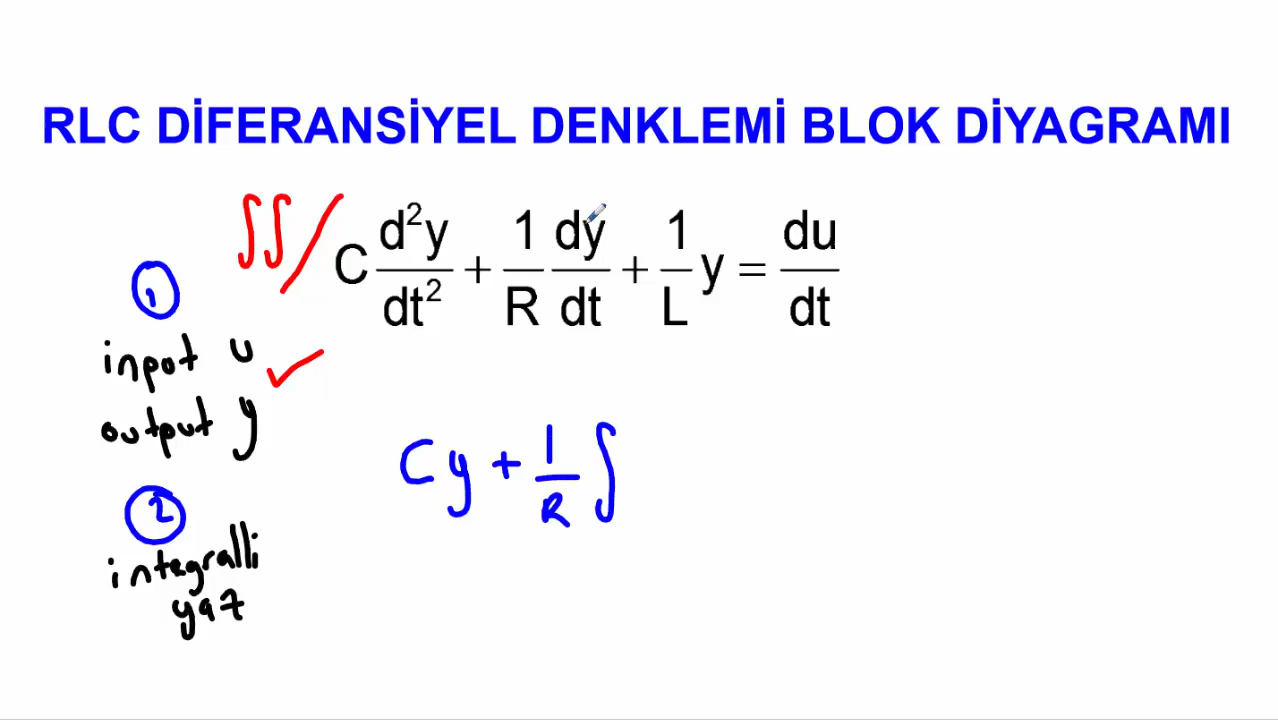 RLC DİFERANSİYEL DENKLEMİ BLOK DİYAGRAMI
∫∫/ C d²y/dt² + 1/R dy/dt + 1/L y = du/dt
1
input u ✓
output y
Cy + 1/R ∫
2
integralli
yaz